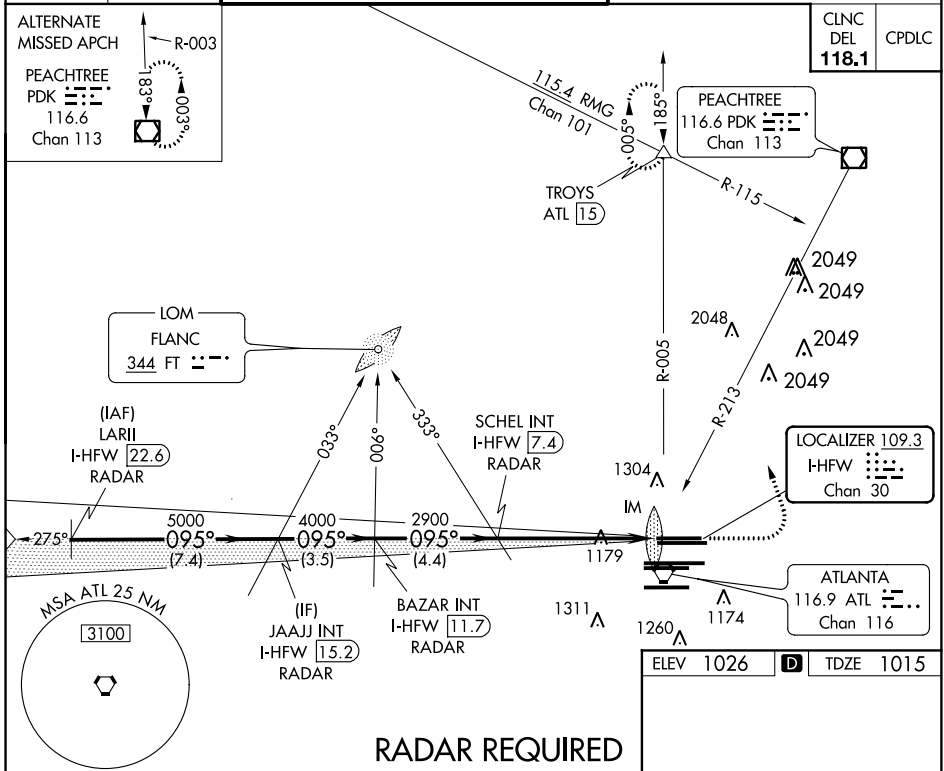 ALTERNATE
MISSED APCH
R-003
PEACHTREE
PDK
116.6
Chan 113
183°
003°
CLNC
DEL
118.1
CPDLC
115.4 RMG
Chan 101
005°
185°
PEACHTREE
116.6 PDK
Chan 113
TROYS
ATL 15
R-115
2049
2049
2048
2049
2049
R-005
R-213
LOM
FLANC
344 FT
(IAF)
LARII
I-HFW 22.6
RADAR
033°
006°
333°
SCHEL INT
I-HFW 7.4
RADAR
1304
LOCALIZER 109.3
I-HFW
Chan 30
IM
275°
5000
095°
(7.4)
4000
095°
(3.5)
2900
095°
(4.4)
1179
ATLANTA
116.9 ATL
Chan 116
MSA ATL 25 NM
3100
(IF)
JAAJJ INT
I-HFW 15.2
RADAR
BAZAR INT
I-HFW 11.7
RADAR
1311
1260
1174
ELEV 1026 D TDZE 1015
RADAR REQUIRED